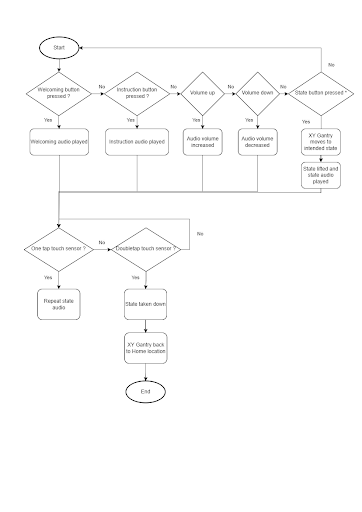 Start
No
Welcoming button
pressed ?
No
Instruction button
pressed ?
No
Volume up
No
Volume down
No
State button pressed ?
Yes
Yes
Yes
Yes
Yes
Welcoming audio played
Instruction audio played
Audio volume
increased
Audio volume
decreased
XY Gantry
moves to
intended state
State lifted and
state audio
played
No
One tap touch sensor ?
No
Doubletap touch sensor ?
Yes
Yes
Repeat state
audio
State taken down
XY Gantry back
to Home location
End